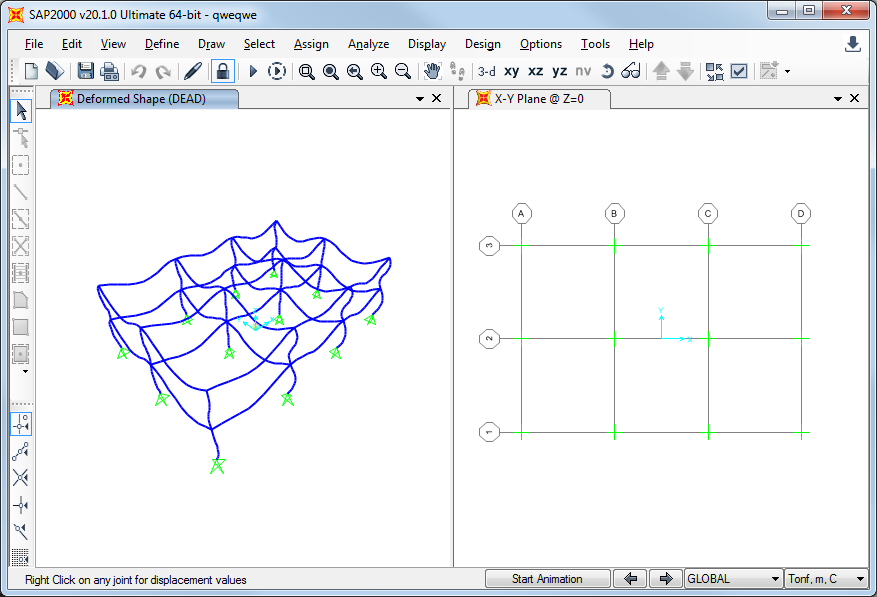 SAP2000 v20.1.0 Ultimate 64-bit - qweqwe
File Edit View Define Draw Select Assign Analyze Display Design Options Tools Help
3-d xy xz yz nv
Deformed Shape (DEAD)
X-Y Plane @ Z=0
A B C D
3
Y
2
X
1
Right Click on any joint for displacement values
Start Animation
GLOBAL
Tonf, m, C